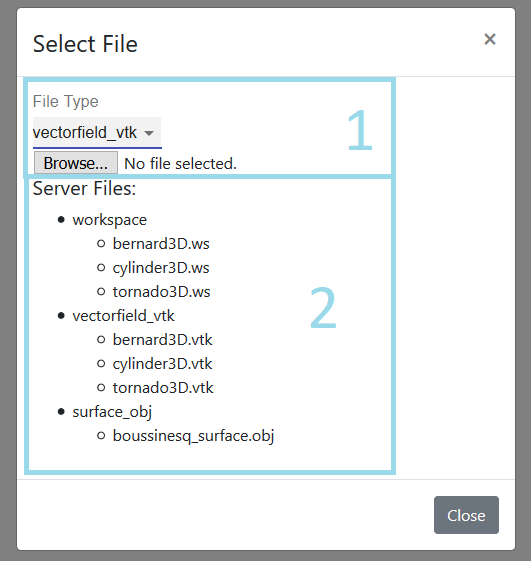 Select File ×
File Type
vectorfield_vtk
Browse... No file selected.
1
Server Files:
workspace
bernard3D.ws
cylinder3D.ws
tornado3D.ws
2
vectorfield_vtk
bernard3D.vtk
cylinder3D.vtk
tornado3D.vtk
surface_obj
boussinesq_surface.obj
Close